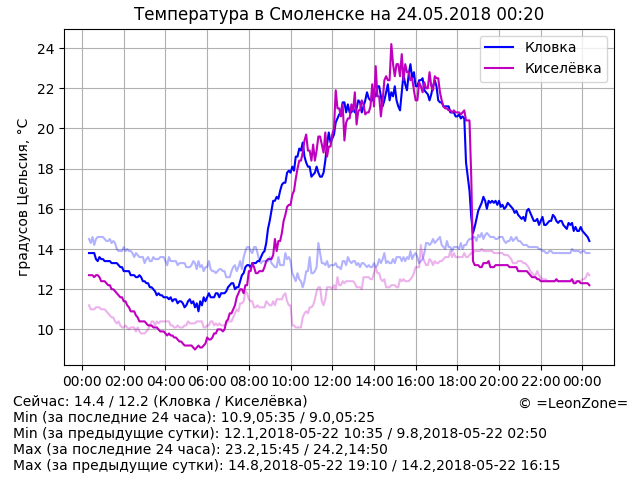 Температура в Смоленске на 24.05.2018 00:20
градусов Цельсия, °C
24
22
20
18
16
14
12
10
Кловка
Киселёвка
00:00 02:00 04:00 06:00 08:00 10:00 12:00 14:00 16:00 18:00 20:00 22:00 00:00
Сейчас: 14.4 / 12.2 (Кловка / Киселёвка)
© =LeonZone=
Min (за последние 24 часа): 10.9,05:35 / 9.0,05:25
Min (за предыдущие сутки): 12.1,2018-05-22 10:35 / 9.8,2018-05-22 02:50
Max (за последние 24 часа): 23.2,15:45 / 24.2,14:50
Max (за предыдущие сутки): 14.8,2018-05-22 19:10 / 14.2,2018-05-22 16:15